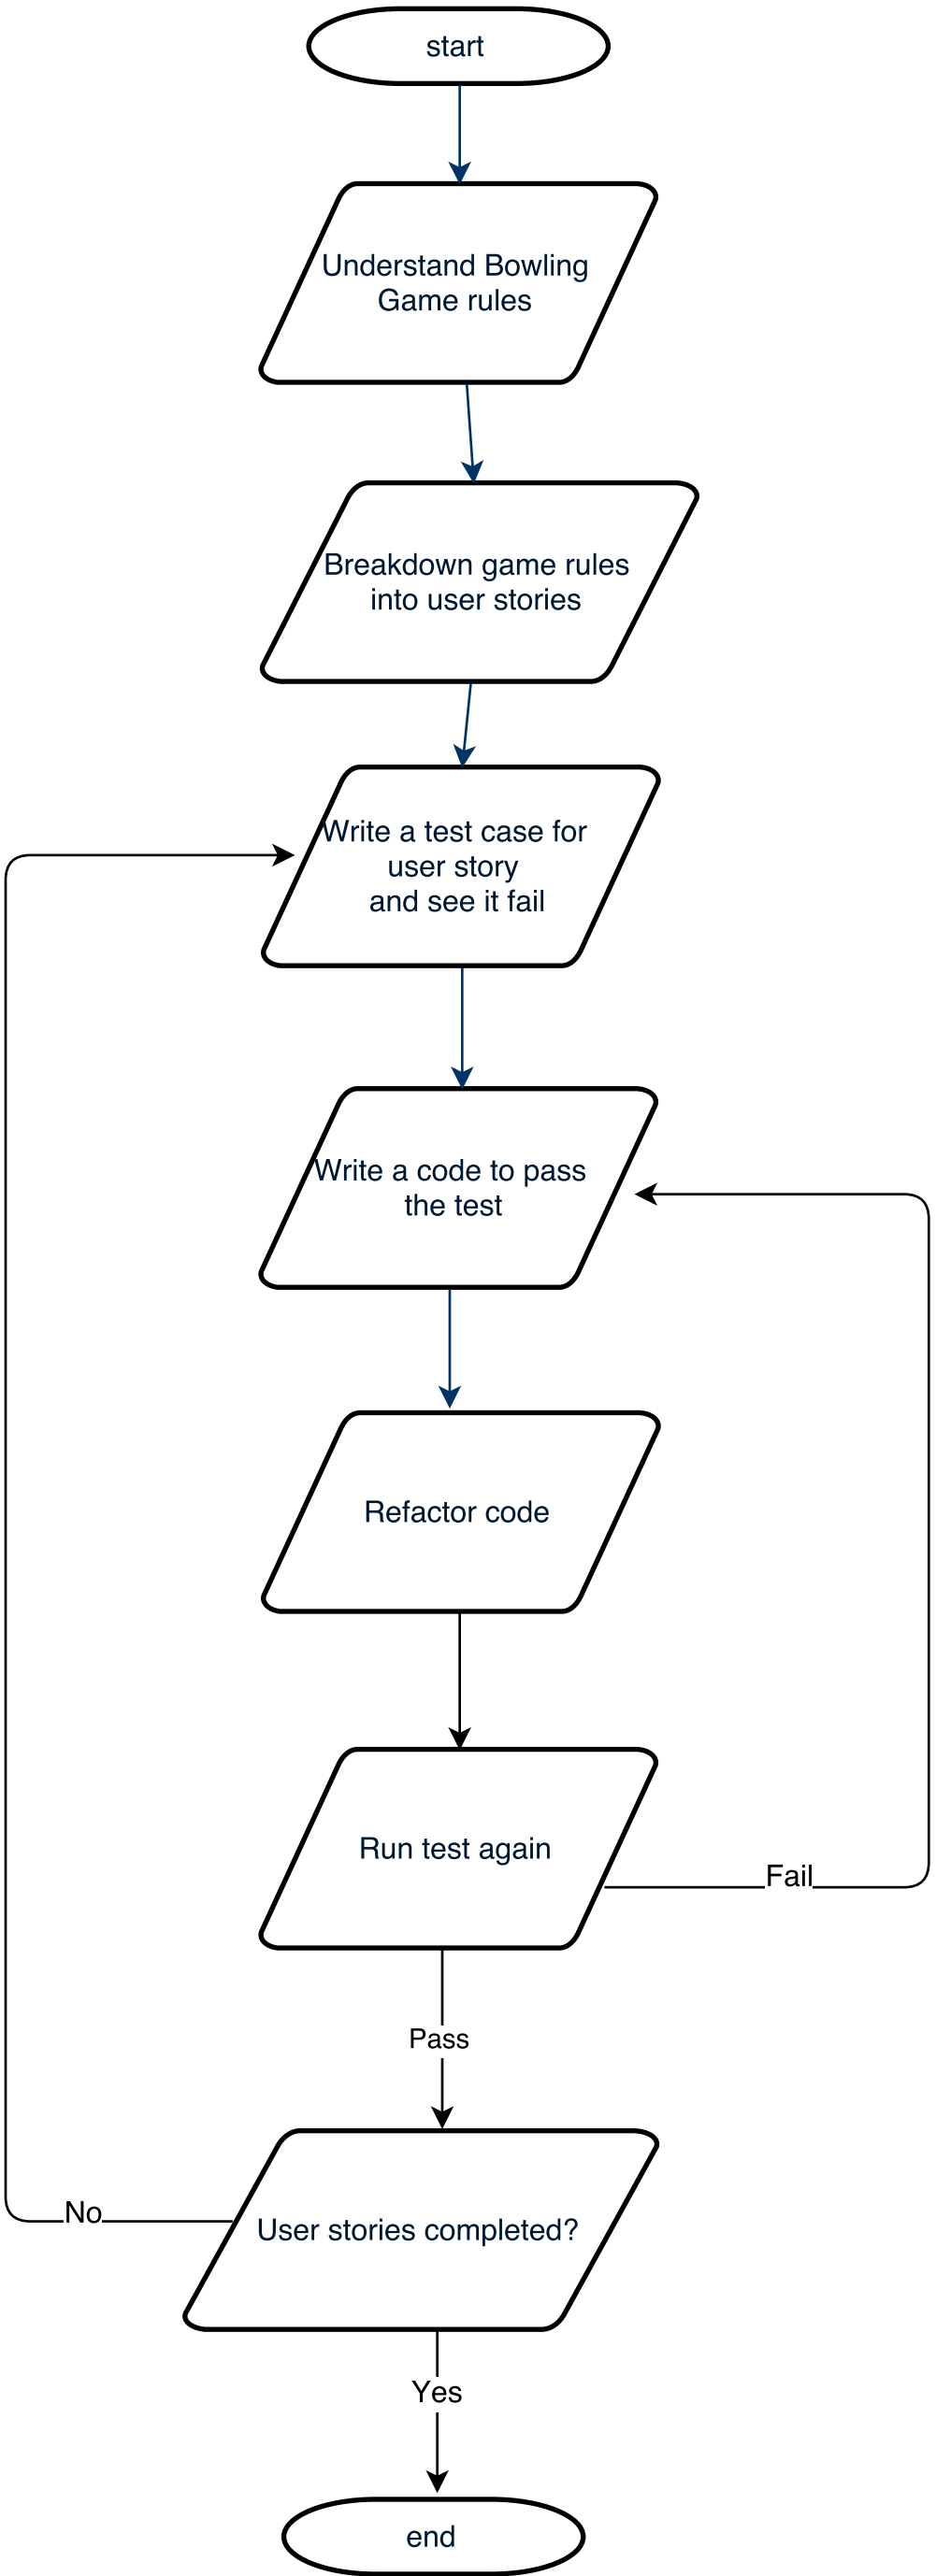 start
Understand Bowling
Game rules
Breakdown game rules
into user stories
Write a test case for
user story
and see it fail
Write a code to pass
the test
Refactor code
Run test again
Fail
Pass
No
User stories completed?
Yes
end